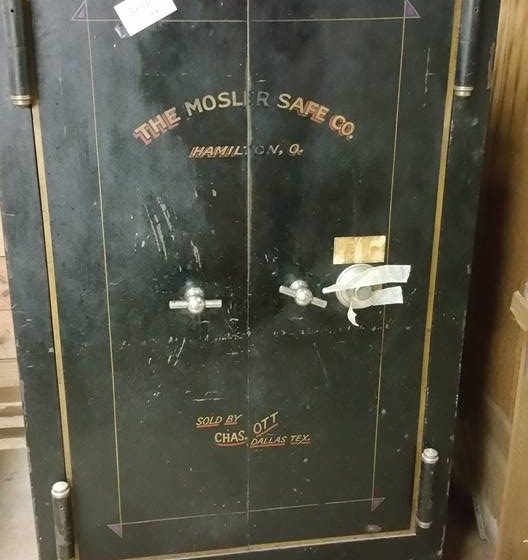 THE MOSLER SAFE CO.
HAMILTON, O.
SOLD BY
CHAS. OTT
DALLAS TEX.